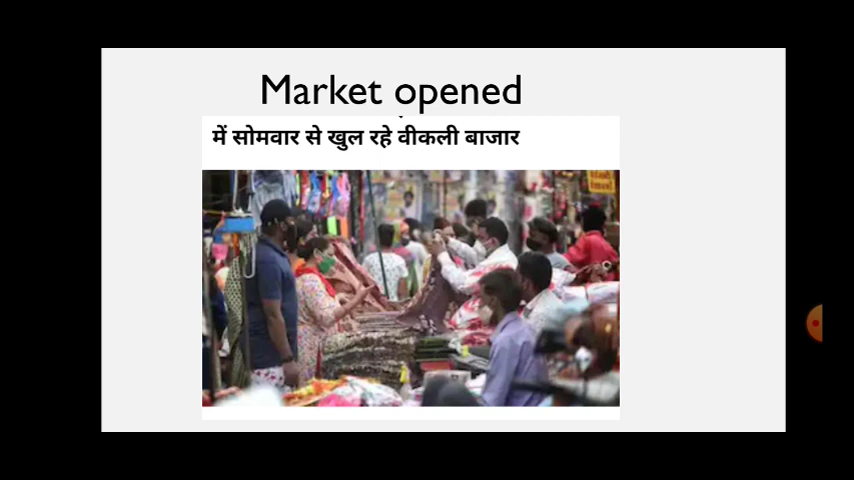 Market opened
में सोमवार से खुल रहे वीकली बाजार